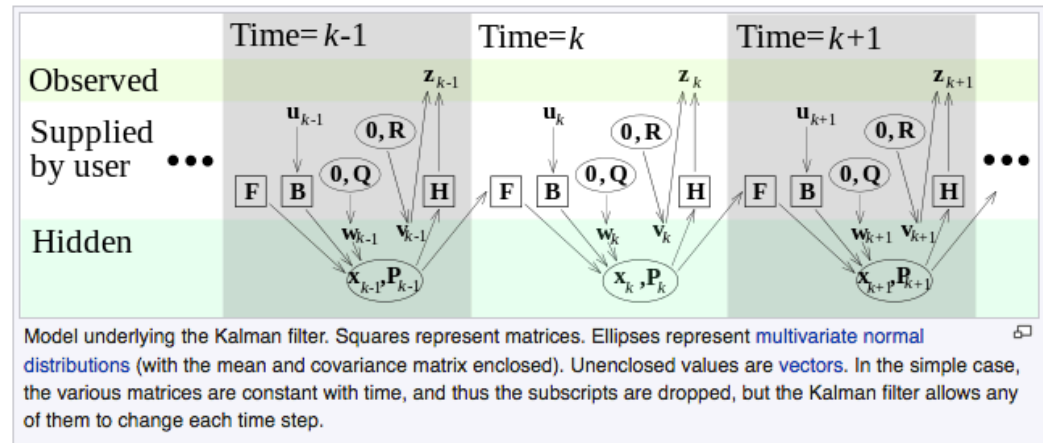 Time=k-1 Time=k Time=k+1
Observed z k-1 z k z k+1
u k-1 u k u k+1
Supplied
by user ••• 0,R 0,R 0,R •••
0,Q 0,Q 0,Q
F B H F B H F B H
Hidden w k-1 v k-1 w k v k w k+1 v k+1
x k-1 ,P k-1 x k ,P k x k+1 ,P k+1
Model underlying the Kalman filter. Squares represent matrices. Ellipses represent multivariate normal
distributions (with the mean and covariance matrix enclosed). Unenclosed values are vectors. In the simple case,
the various matrices are constant with time, and thus the subscripts are dropped, but the Kalman filter allows any
of them to change each time step.